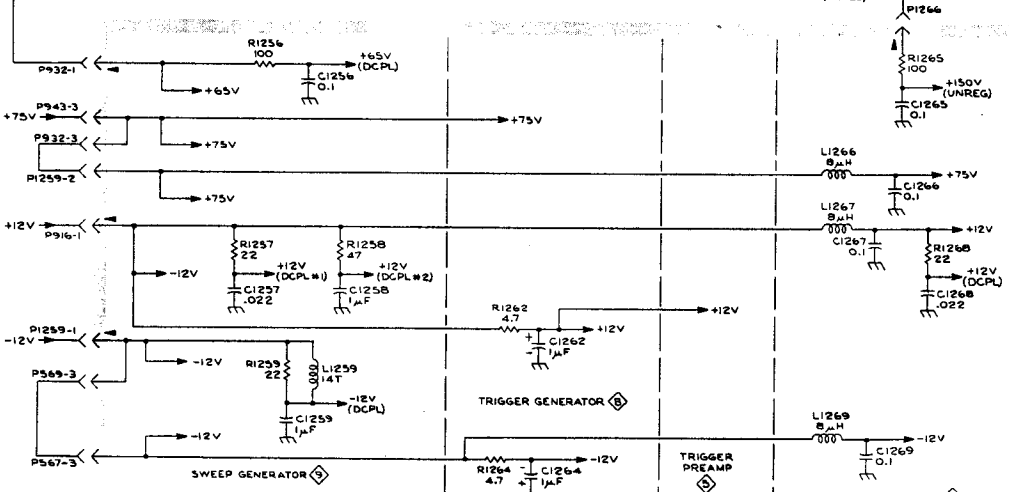 P1266
R1256
100
+65V
(DCPL)
P932-1
C1256
0.1
+65V
R1265
100
+150V
(UNREG)
C1265
0.1
P943-3
+75V
+75V
P932-3
+75V
P1259-2
L1266
8μH
+75V
C1266
0.1
+75V
L1267
8μH
+12V
P916-1
+12V
R1257
22
R1258
47
C1267
0.1
R1268
22
-12V
+12V
(DCPL#1)
+12V
(DCPL#2)
+12V
(DCPL)
C1257
.022
C1258
1μF
C1268
.022
R1262
4.7
+12V
+12V
+
-
C1262
1μF
P1259-1
-12V
-12V
R1259
22
L1259
14T
P569-3
-12V
(DCPL)
C1259
1μF
TRIGGER GENERATOR 8
L1269
8μH
-12V
-12V
C1269
0.1
P567-3
R1264
4.7
-
+
C1264
1μF
-12V
SWEEP GENERATOR 9
TRIGGER
PREAMP
5